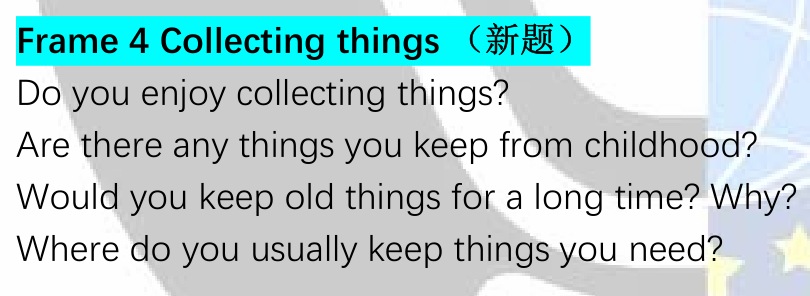 Frame 4 Collecting things （新题）
Do you enjoy collecting things?
Are there any things you keep from childhood?
Would you keep old things for a long time? Why?
Where do you usually keep things you need?